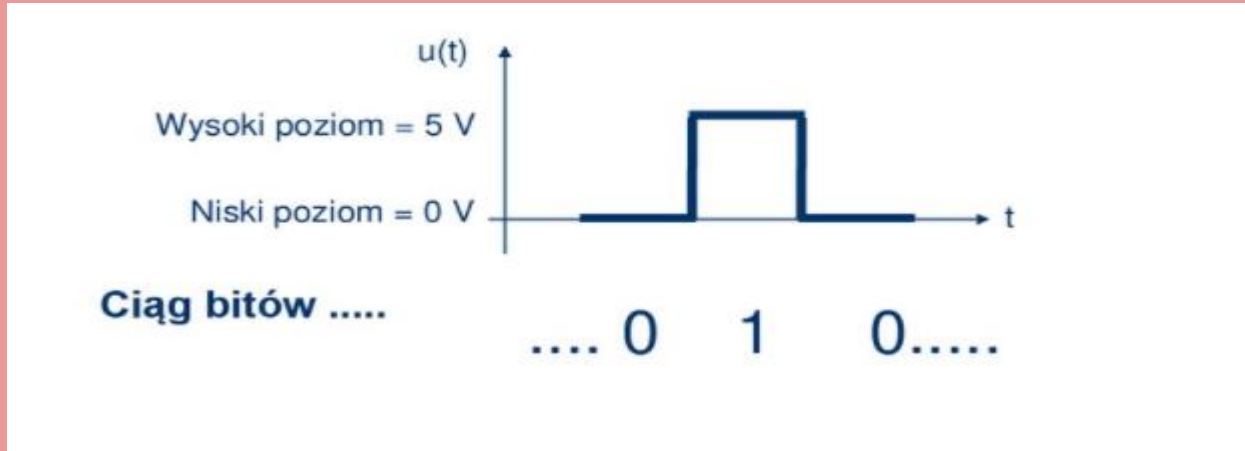 u(t)
Wysoki poziom = 5 V
Niski poziom = 0 V
t
Ciąg bitów .....
.... 0 1 0.....